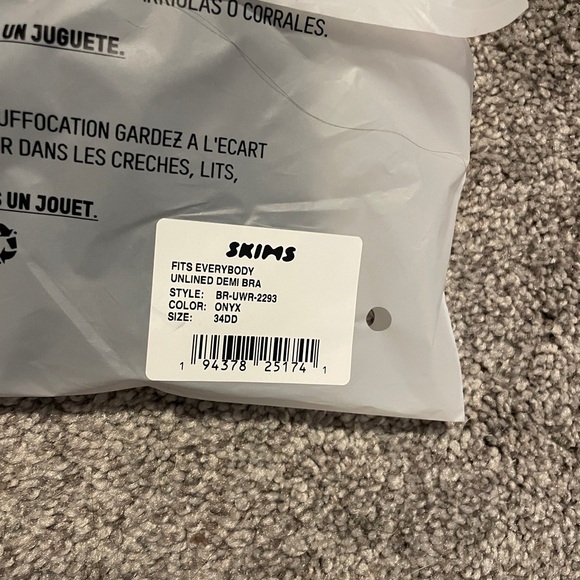 O CORRALES.
UN JUGUETE.
UFFOCATION GARDEZ A L'ECART
R DANS LES CRECHES, LITS,
UN JOUET.
SKIMS
FITS EVERYBODY
UNLINED DEMI BRA
STYLE: BR-UWR-2293
COLOR: ONYX
SIZE: 34DD
1 94378 25174 1